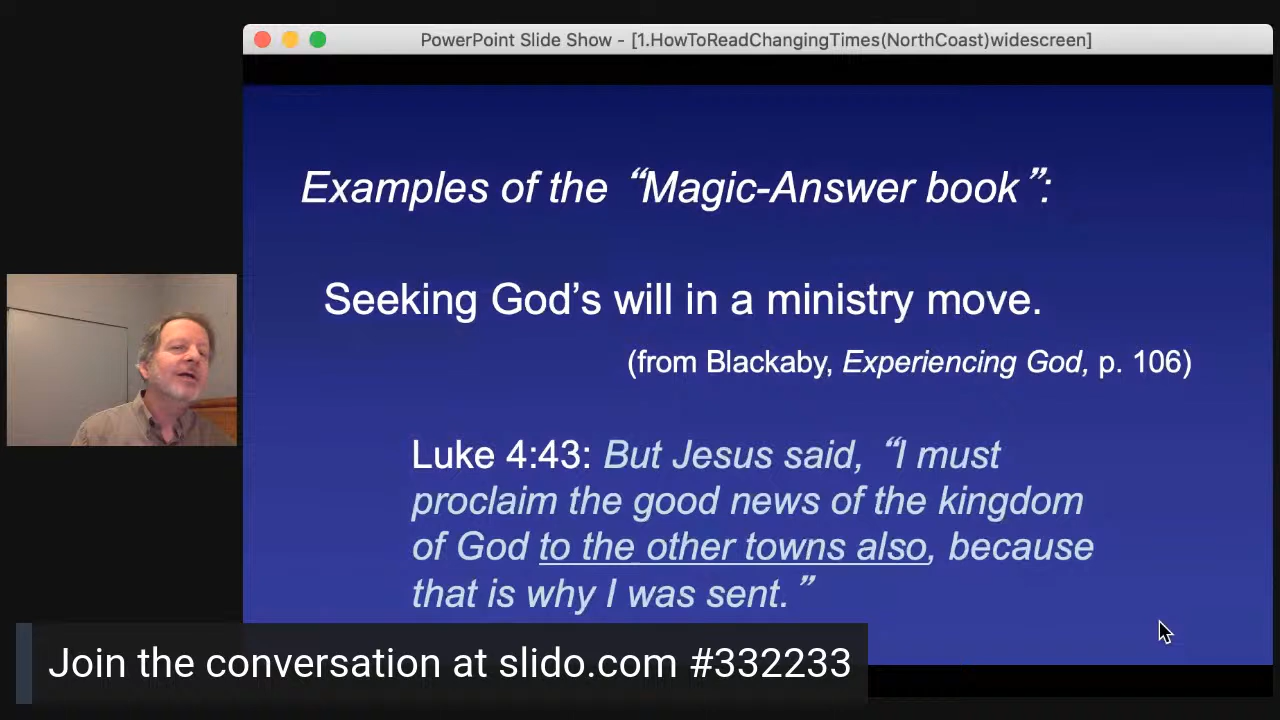 PowerPoint Slide Show - [1.HowToReadChangingTimes(NorthCoast)widescreen]
Examples of the “Magic-Answer book”:
Seeking God’s will in a ministry move.
(from Blackaby, Experiencing God, p. 106)
Luke 4:43: But Jesus said, “I must
proclaim the good news of the kingdom
of God to the other towns also, because
that is why I was sent.”
Join the conversation at slido.com #332233